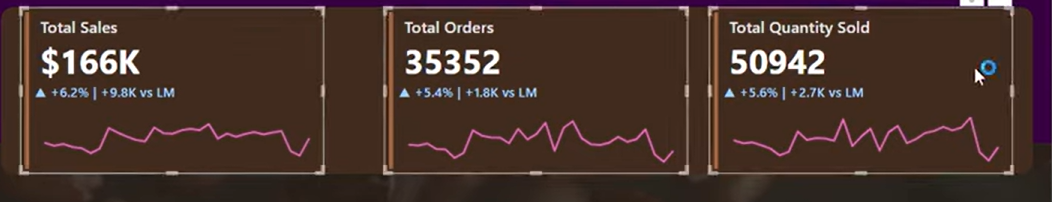 Total Sales
$166K
▲ +6.2% | +9.8K vs LM
Total Orders
35352
▲ +5.4% | +1.8K vs LM
Total Quantity Sold
50942
▲ +5.6% | +2.7K vs LM